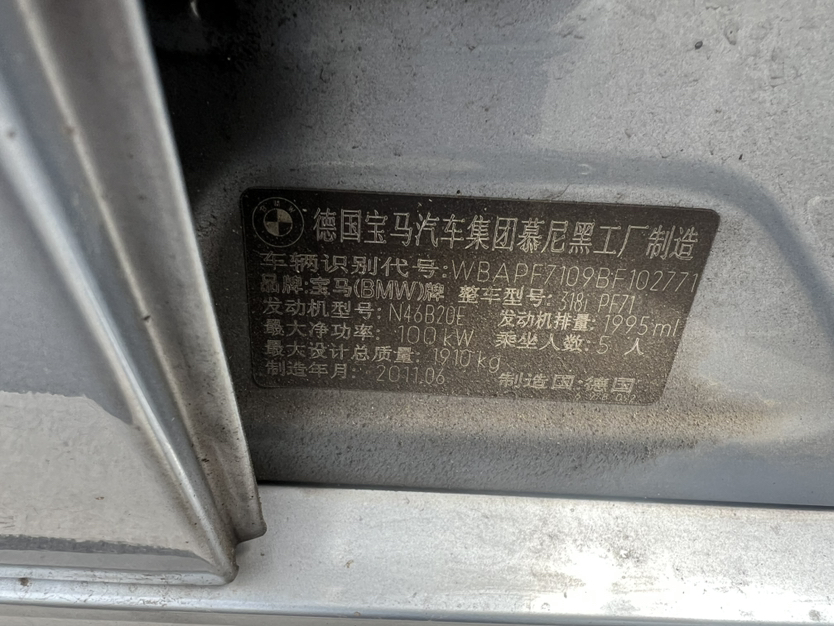 德国宝马汽车集团慕尼黑工厂制造
车辆识别代号:WBAPF7109BF102771
品牌:宝马(BMW)牌 整车型号:318i PF71
发动机型号: N46B20E 发动机排量:1995ml
最大净功率: 100kW 乘坐人数: 5 人
最大设计总质量: 1910kg
制造年月: 2011.06 制造国:德国